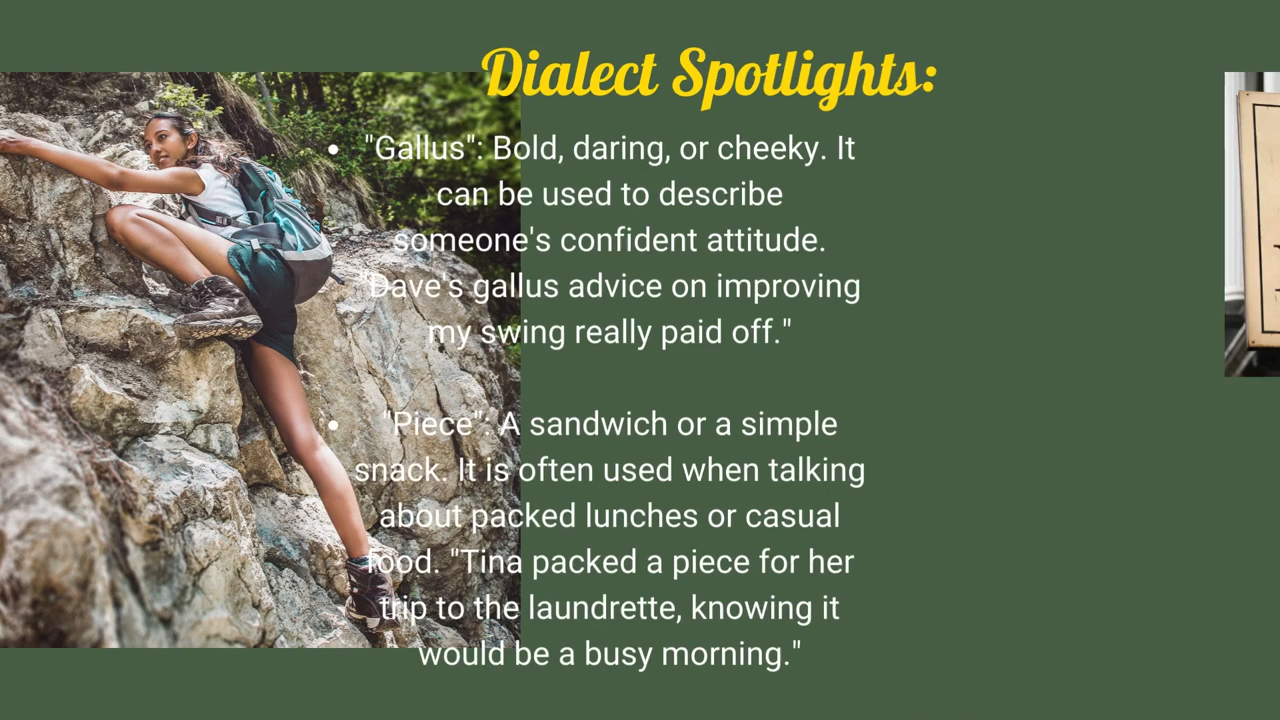 Dialect Spotlights:
• "Gallus": Bold, daring, or cheeky. It
can be used to describe
someone's confident attitude.
"Dave's gallus advice on improving
my swing really paid off."
• "Piece": A sandwich or a simple
snack. It is often used when talking
about packed lunches or casual
food. "Tina packed a piece for her
trip to the laundrette, knowing it
would be a busy morning."